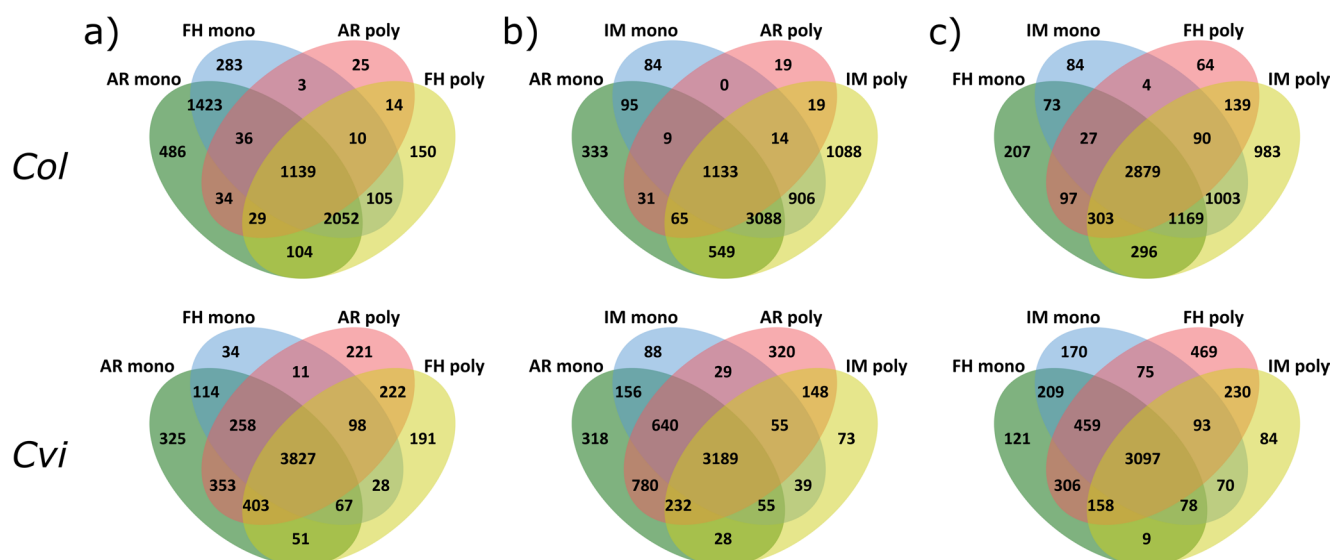 a) b) c)
FH mono AR poly IM mono AR poly IM mono FH poly
AR mono 283 25 FH poly AR mono 84 19 IM poly FH mono 84 64 IM poly
1423 3 14 95 0 19 73 4 139
486 36 10 150 333 9 14 1088 207 27 90 983
Col 1139 1133 2879
34 105 31 906 97 1003
29 2052 65 3088 303 1169
104 549 296
FH mono AR poly IM mono AR poly IM mono FH poly
AR mono 34 221 FH poly AR mono 88 320 IM poly FH mono 170 469 IM poly
114 11 222 156 29 148 209 75 230
325 258 98 191 318 640 55 73 121 459 93 84
Cvi 3827 3189 3097
353 28 780 39 306 70
403 67 232 55 158 78
51 28 9